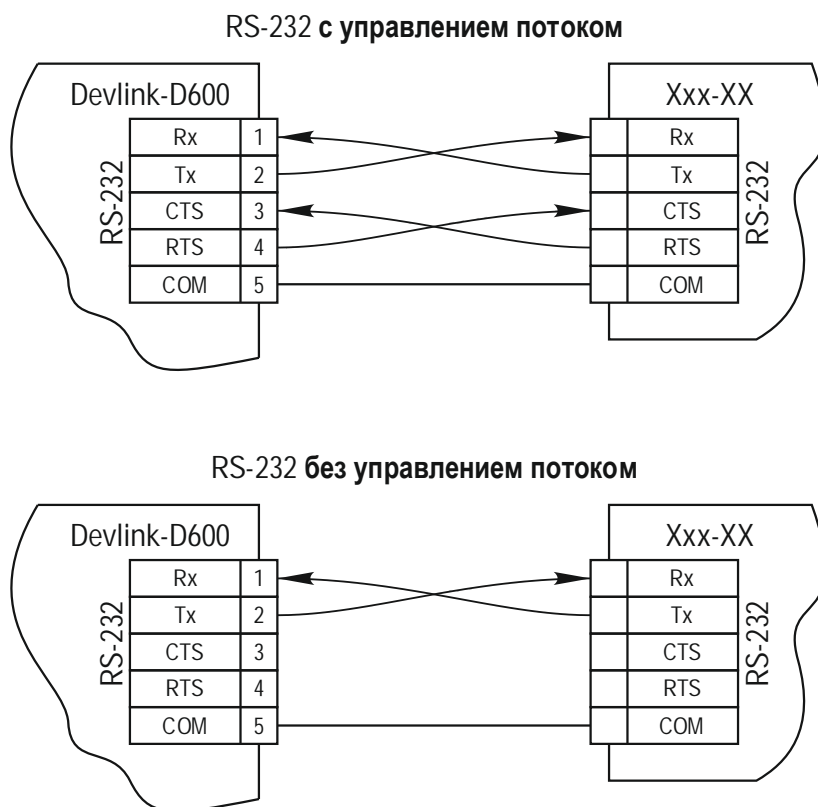 RS-232 с управлением потоком
Devlink-D600 Xxx-XX
Rx 1 Rx
Tx 2 Tx
CTS 3 CTS
RTS 4 RTS
COM 5 COM
RS-232 RS-232
RS-232 без управлением потоком
Devlink-D600 Xxx-XX
Rx 1 Rx
Tx 2 Tx
CTS 3 CTS
RTS 4 RTS
COM 5 COM
RS-232 RS-232